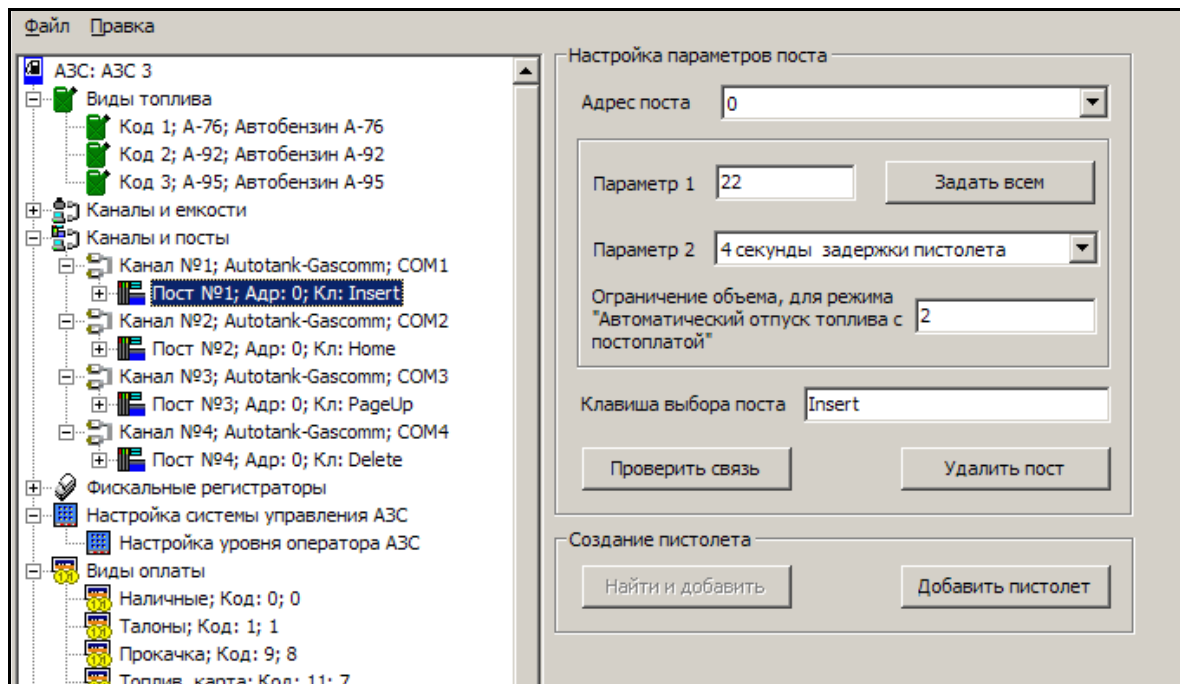 Файл Правка
АЗС: АЗС 3
Виды топлива
Код 1; А-76; Автобензин А-76
Код 2; А-92; Автобензин А-92
Код 3; А-95; Автобензин А-95
Каналы и емкости
Каналы и посты
Канал №1; Autotank-Gascomm; COM1
Пост №1; Адр: 0; Кл: Insert
Канал №2; Autotank-Gascomm; COM2
Пост №2; Адр: 0; Кл: Home
Канал №3; Autotank-Gascomm; COM3
Пост №3; Адр: 0; Кл: PageUp
Канал №4; Autotank-Gascomm; COM4
Пост №4; Адр: 0; Кл: Delete
Фискальные регистраторы
Настройка системы управления АЗС
Настройка уровня оператора АЗС
Виды оплаты
Наличные; Код: 0; 0
Талоны; Код: 1; 1
Прокачка; Код: 9; 8
Топлив. карта; Код: 11; 7
Настройка параметров поста
Адрес поста 0
Параметр 1 22 Задать всем
Параметр 2 4 секунды задержки пистолета
Ограничение объема, для режима
"Автоматический отпуск топлива с 2
постоплатой"
Клавиша выбора поста Insert
Проверить связь Удалить пост
Создание пистолета
Найти и добавить Добавить пистолет